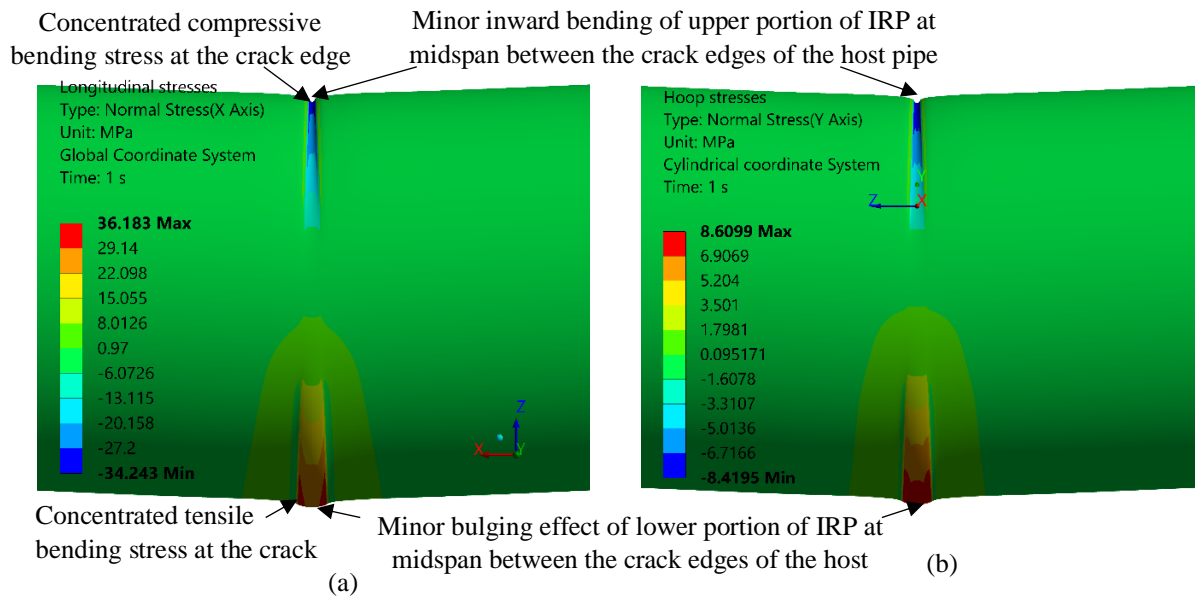 Concentrated compressive
bending stress at the crack edge
Minor inward bending of upper portion of IRP at
midspan between the crack edges of the host pipe
Longitudinal stresses
Type: Normal Stress(X Axis)
Unit: MPa
Global Coordinate System
Time: 1 s
36.183 Max
29.14
22.098
15.055
8.0126
0.97
-6.0726
-13.115
-20.158
-27.2
-34.243 Min
Z
X
Y
Hoop stresses
Type: Normal Stress(Y Axis)
Unit: MPa
Cylindrical coordinate System
Time: 1 s
Y
Z
X
8.6099 Max
6.9069
5.204
3.501
1.7981
0.095171
-1.6078
-3.3107
-5.0136
-6.7166
-8.4195 Min
Concentrated tensile
bending stress at the crack
Minor bulging effect of lower portion of IRP at
midspan between the crack edges of the host
(a)
(b)